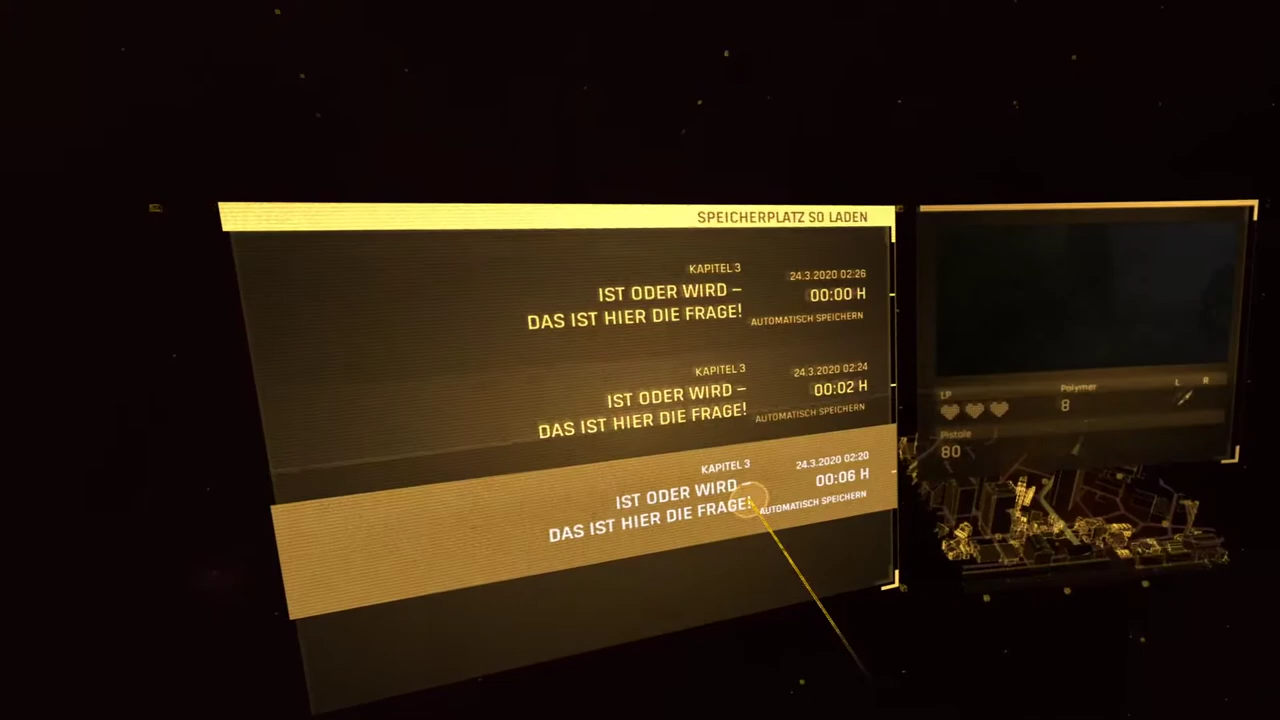 SPEICHERPLATZ SO LADEN
KAPITEL 3
24.3.2020 02:26
IST ODER WIRD –
00:00 H
DAS IST HIER DIE FRAGE!
AUTOMATISCH SPEICHERN
KAPITEL 3
24.3.2020 02:24
IST ODER WIRD –
00:02 H
DAS IST HIER DIE FRAGE!
AUTOMATISCH SPEICHERN
KAPITEL 3
24.3.2020 02:20
IST ODER WIRD –
00:06 H
DAS IST HIER DIE FRAGE!
AUTOMATISCH SPEICHERN
LP
Polymer
L R
8
Pistole
80